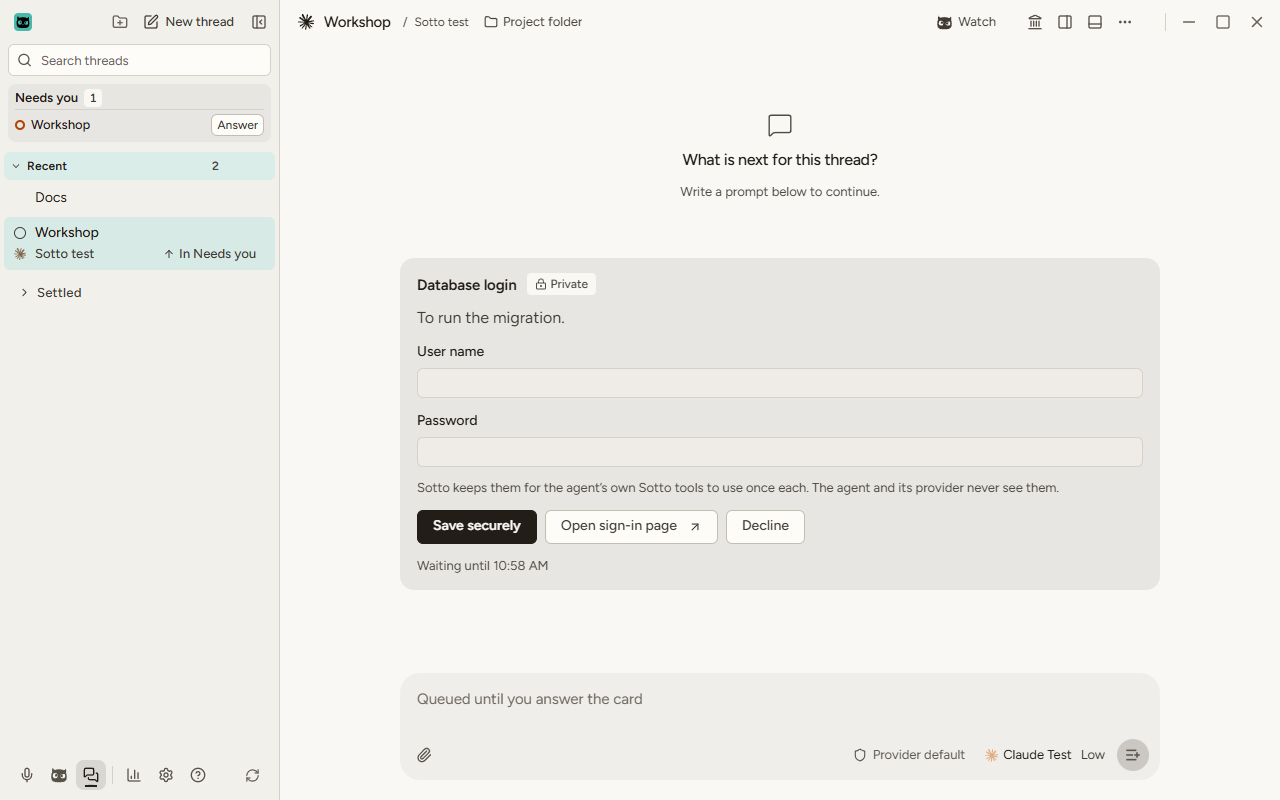 New thread
Search threads
Needs you 1
Workshop Answer
Recent 2
Docs
Workshop
Sotto test In Needs you
Settled
Workshop / Sotto test Project folder
Watch
What is next for this thread?
Write a prompt below to continue.
Database login Private
To run the migration.
User name
Password
Sotto keeps them for the agent's own Sotto tools to use once each. The agent and its provider never see them.
Save securely Open sign-in page Decline
Waiting until 10:58 AM
Queued until you answer the card
Provider default Claude Test Low